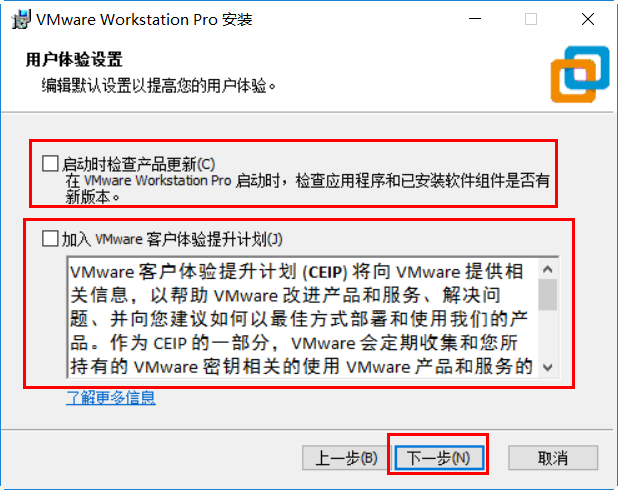 VMware Workstation Pro 安装
用户体验设置
编辑默认设置以提高您的用户体验。
启动时检查产品更新(C)
在 VMware Workstation Pro 启动时，检查应用程序和已安装软件组件是否有
新版本。
加入 VMware 客户体验提升计划(J)
VMware 客户体验提升计划 (CEIP) 将向 VMware 提供相
关信息，以帮助 VMware 改进产品和服务、解决问
题、并向您建议如何以最佳方式部署和使用我们的产
品。作为 CEIP 的一部分，VMware 会定期收集和您所
持有的 VMware 密钥相关的使用 VMware 产品和服务的
了解更多信息
上一步(B) 下一步(N) 取消